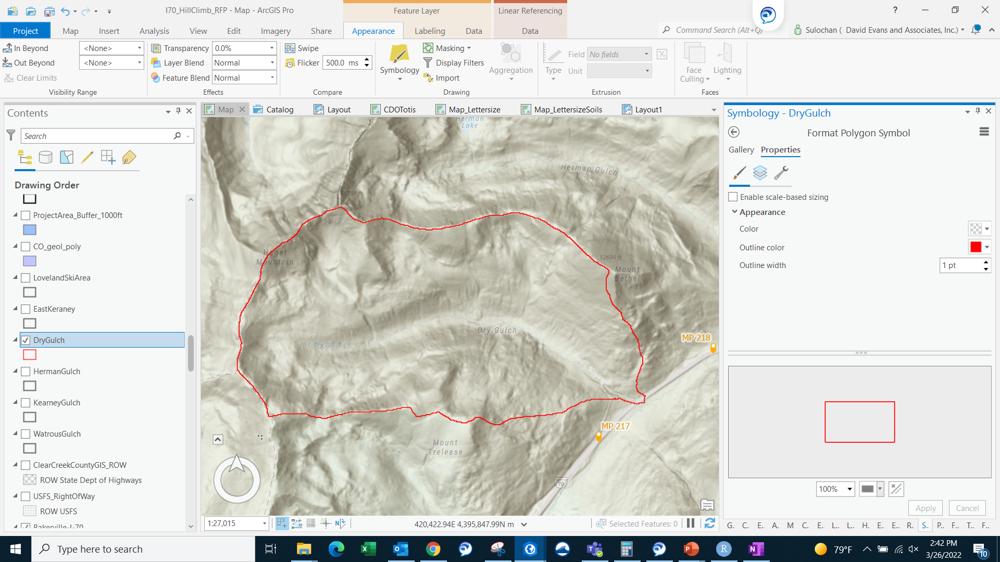 I70_HillClimb_RFP - Map - ArcGIS Pro
Feature Layer
Linear Referencing
?
Project
Map
Insert
Analysis
View
Edit
Imagery
Share
Appearance
Labeling
Data
Data
Command Search (Alt+Q)
Sulochan ( David Evans and Associates, Inc.)
In Beyond
<None>
Out Beyond
<None>
Clear Limits
Visibility Range
Transparency
0.0%
Layer Blend
Normal
Feature Blend
Normal
Effects
Swipe
Flicker
500.0 ms
Compare
Symbology
Masking
Display Filters
Import
Aggregation
Drawing
Type
Field
No fields
Unit
Extrusion
Face
Culling
Lighting
Faces
Contents
Search
Drawing Order
ProjectArea_Buffer_1000ft
CO_geol_poly
LovelandSkiArea
EastKeraney
DryGulch
HermanGulch
KearneyGulch
WatrousGulch
ClearCreekCountyGIS_ROW
ROW State Dept of Highways
USFS_RightOfWay
ROW USFS
Bakerville-I-70
Map
Catalog
Layout
CDOTotis
Map_Lettersize
Map_LettersizeSoils
Layout1
Herman
Lake
Herman Gulch
13261 ft
Haget
Mountain
12696 ft
Mount
Bethel
Dry Gulch
Dry Gulch
MP 218
MP 217
Mount
Trelease
70
1:27,015
420,422.94E 4,395,847.99N m
Selected Features: 0
Symbology - DryGulch
Format Polygon Symbol
Gallery
Properties
Enable scale-based sizing
Appearance
Color
Outline color
Outline width
1 pt
100%
Apply
Cancel
G.
C.
E..
A.
M
C.
E..
L..
L..
H.
E..
E..
R.
S..
P..
F..
T..
F..
Type here to search
79°F
2:42 PM
3/26/2022
10